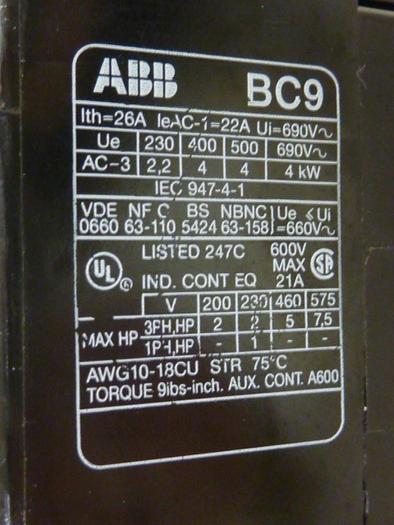 ABB BC9
Ith=26A IeAC-1=22A Ui=690V~
Ue 230 400 500 690V~
AC-3 2,2 4 4 4 kW
IEC 947-4-1
VDE NF C BS NBNC Ue ≤ Ui
0660 63-110 5424 63-158 =660V~
LISTED 247C 600V
UL MAX SA
IND. CONT EQ 21A
V 200 230 460 575
3PH,HP 2 2 5 7,5
MAX HP
1PH,HP - 1 - -
AWG10-18CU STR 75°C
TORQUE 9lbs-inch. AUX. CONT. A600